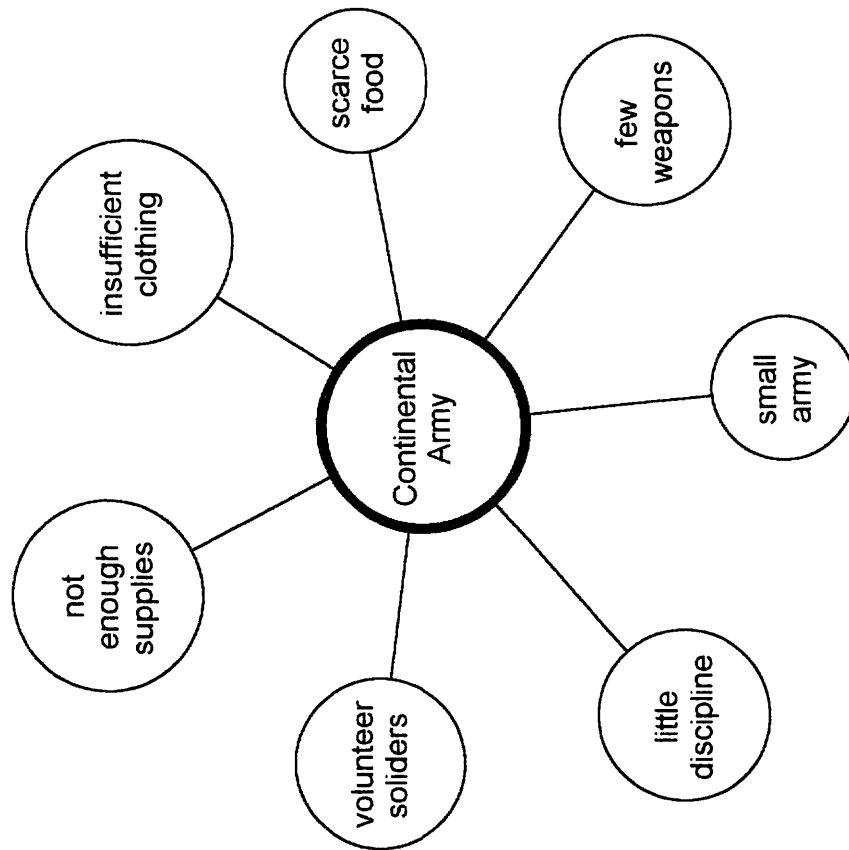 not
enough
supplies
insufficient
clothing
scarce
food
volunteer
soliders
Continental
Army
few
weapons
little
discipline
small
army